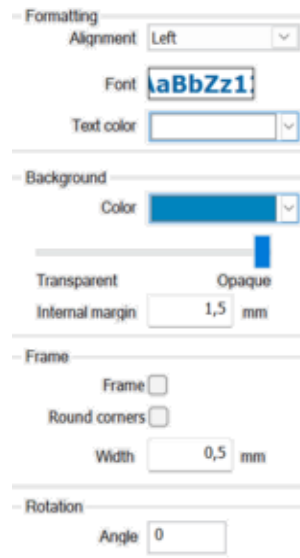 Formatting
Alignment Left
Font AaBbZz1
Text color
Background
Color
Transparent Opaque
Internal margin 1,5 mm
Frame
Frame
Round corners
Width 0,5 mm
Rotation
Angle 0